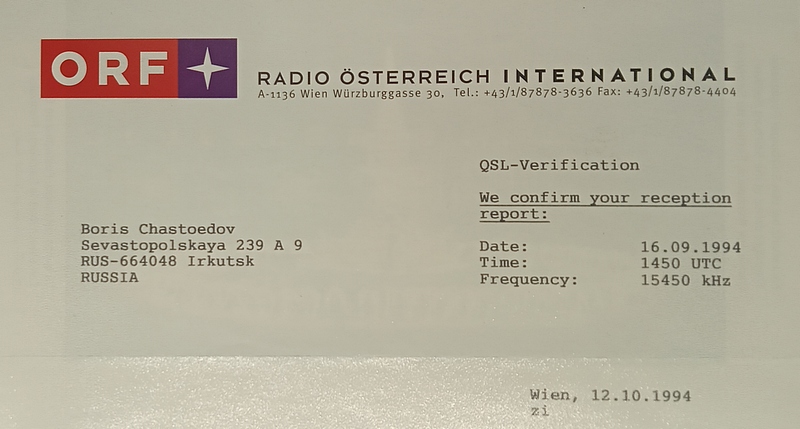 ORF
RADIO ÖSTERREICH INTERNATIONAL
A-1136 Wien Würzburggasse 30, Tel.: +43/1/87878-3636 Fax: +43/1/87878-4404
QSL-Verification
We confirm your reception
report:
Boris Chastoedov
Sevastopolskaya 239 A 9
RUS-664048 Irkutsk
RUSSIA
Date: 16.09.1994
Time: 1450 UTC
Frequency: 15450 kHz
Wien, 12.10.1994
zi